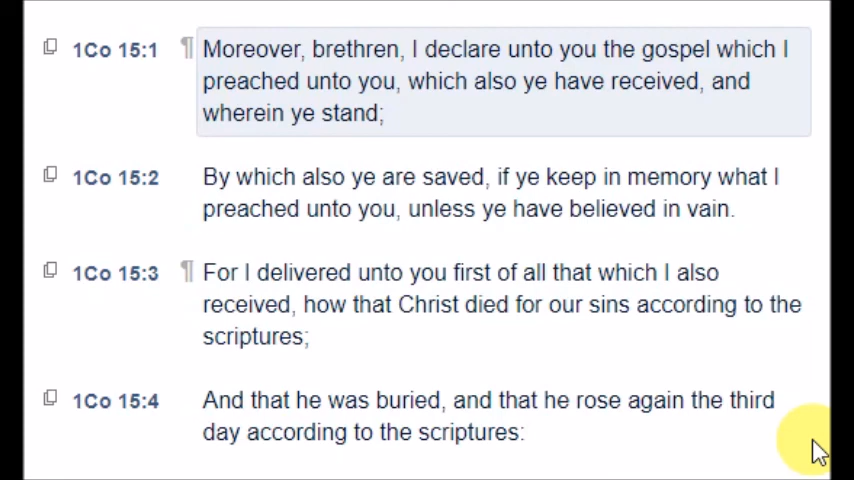 1Co 15:1 ¶ Moreover, brethren, I declare unto you the gospel which I
preached unto you, which also ye have received, and
wherein ye stand;
1Co 15:2 By which also ye are saved, if ye keep in memory what I
preached unto you, unless ye have believed in vain.
1Co 15:3 ¶ For I delivered unto you first of all that which I also
received, how that Christ died for our sins according to the
scriptures;
1Co 15:4 And that he was buried, and that he rose again the third
day according to the scriptures: